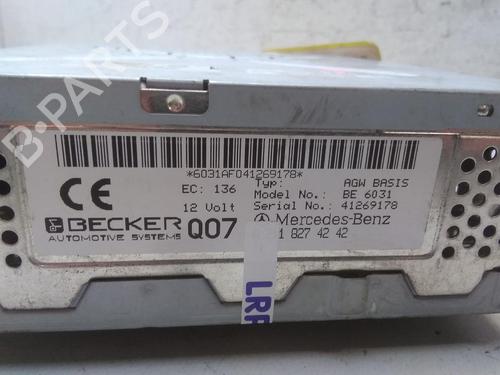 B-PARTS
*6031AF041269178*
EC: 136 Typ: AGW BASIS
Model No.: BE 6031
12 Volt Serial No.: 41269178
CE
BECKER
AUTOMOTIVE SYSTEMS
Q07
Mercedes-Benz
1 827 42 42